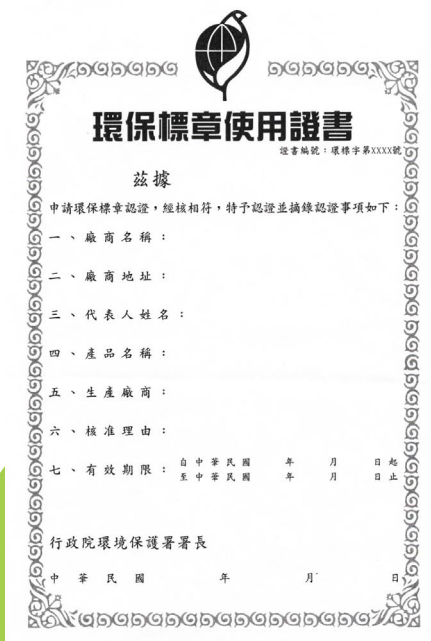 環保標章使用證書
證書編號：環標字第XXXX號
茲據
申請環保標章認證，經核相符，特予認證並摘錄認證事項如下：
一、廠商名稱：
二、廠商地址：
三、代表人姓名：
四、產品名稱：
五、生產廠商：
六、核准理由：
七、有效期限：自中華民國 年 月 日起
至中華民國 年 月 日止
行政院環境保護署署長
中華民國 年 月 日